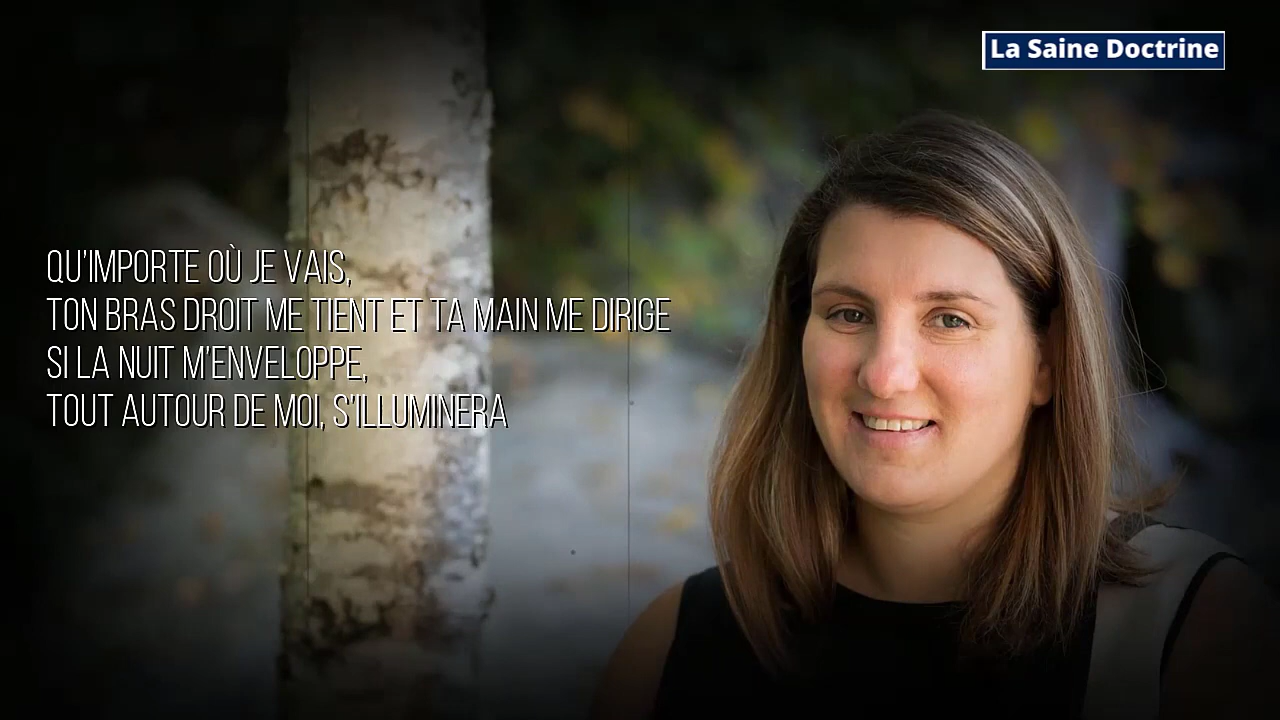 La Saine Doctrine
QU'IMPORTE OÙ JE VAIS,
TON BRAS DROIT ME TIENT ET TA MAIN ME DIRIGE
SI LA NUIT M'ENVELOPPE,
TOUT AUTOUR DE MOI, S'ILLUMINERA